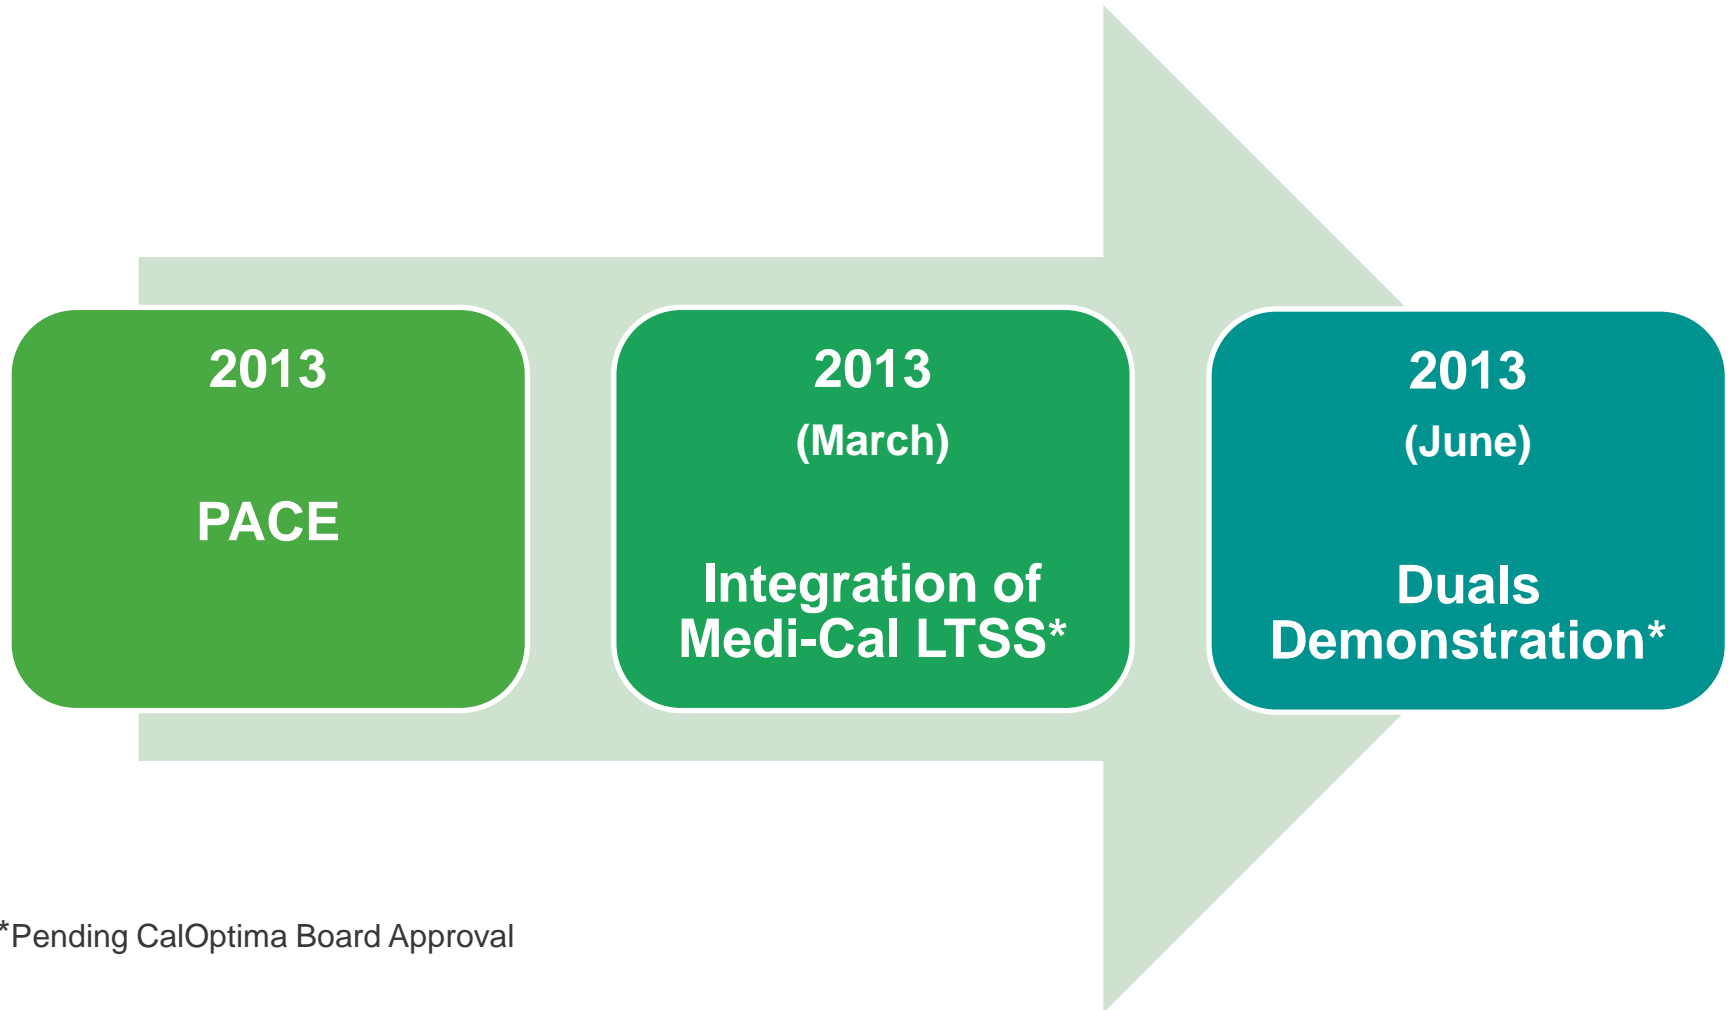 2013
PACE
2013
(March)
Integration of
Medi-Cal LTSS*
2013
(June)
Duals
Demonstration*
*Pending CalOptima Board Approval